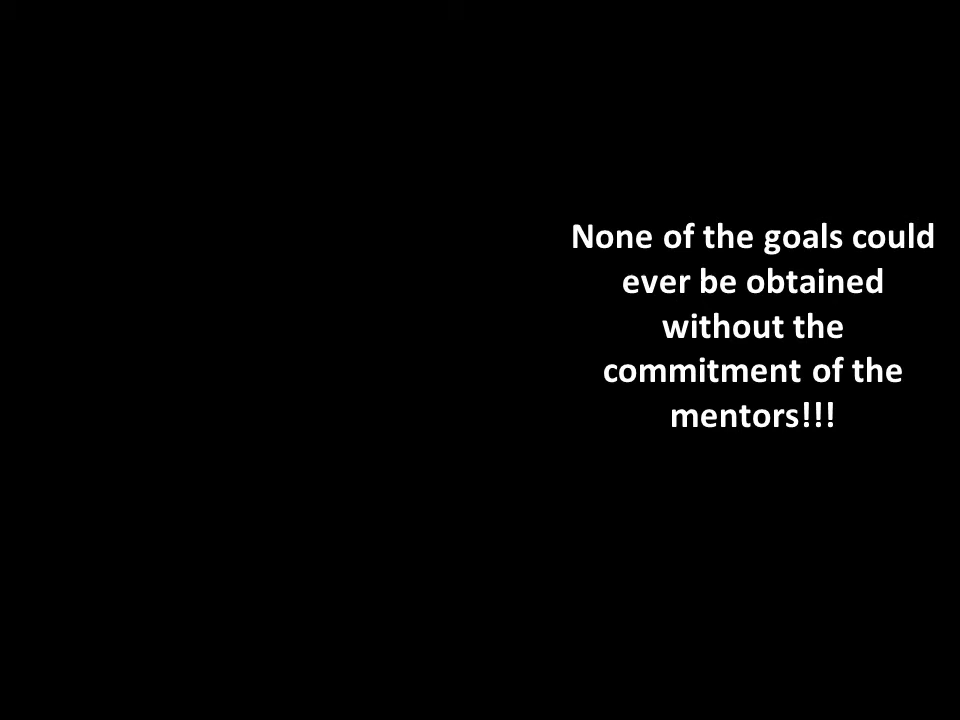 None of the goals could
ever be obtained
without the
commitment of the
mentors!!!